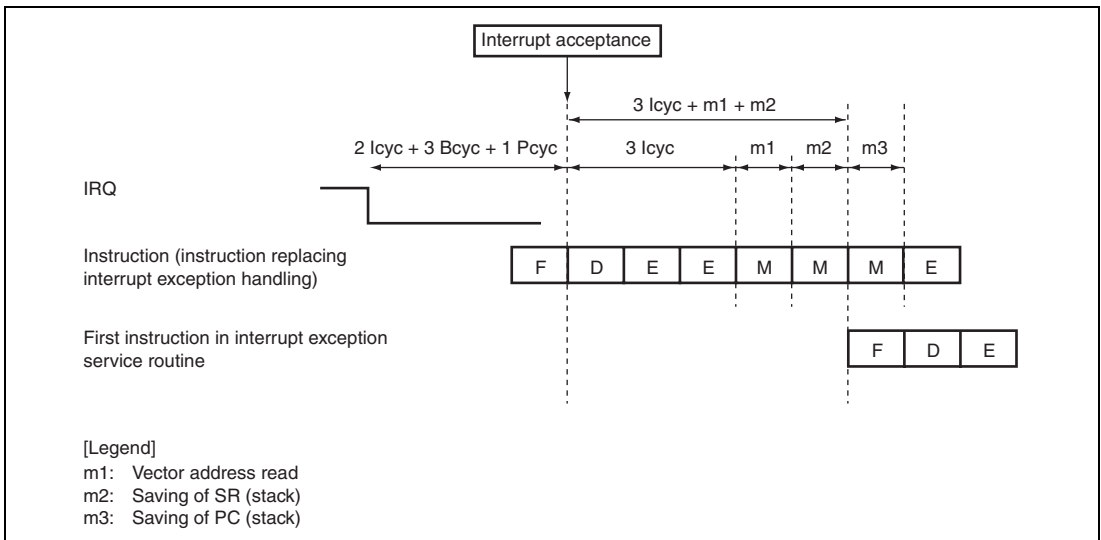 Interrupt acceptance
3 Icyc + m1 + m2
2 Icyc + 3 Bcyc + 1 Pcyc 3 Icyc m1 m2 m3
IRQ
Instruction (instruction replacing
interrupt exception handling)
F D E E M M M E
First instruction in interrupt exception
service routine
F D E
[Legend]
m1: Vector address read
m2: Saving of SR (stack)
m3: Saving of PC (stack)